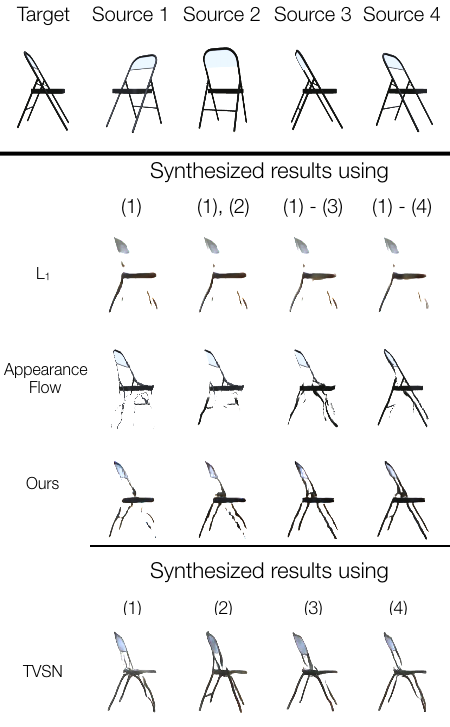 Target Source 1 Source 2 Source 3 Source 4
Synthesized results using
(1) (1), (2) (1) - (3) (1) - (4)
L₁
Appearance
Flow
Ours
Synthesized results using
(1) (2) (3) (4)
TVSN